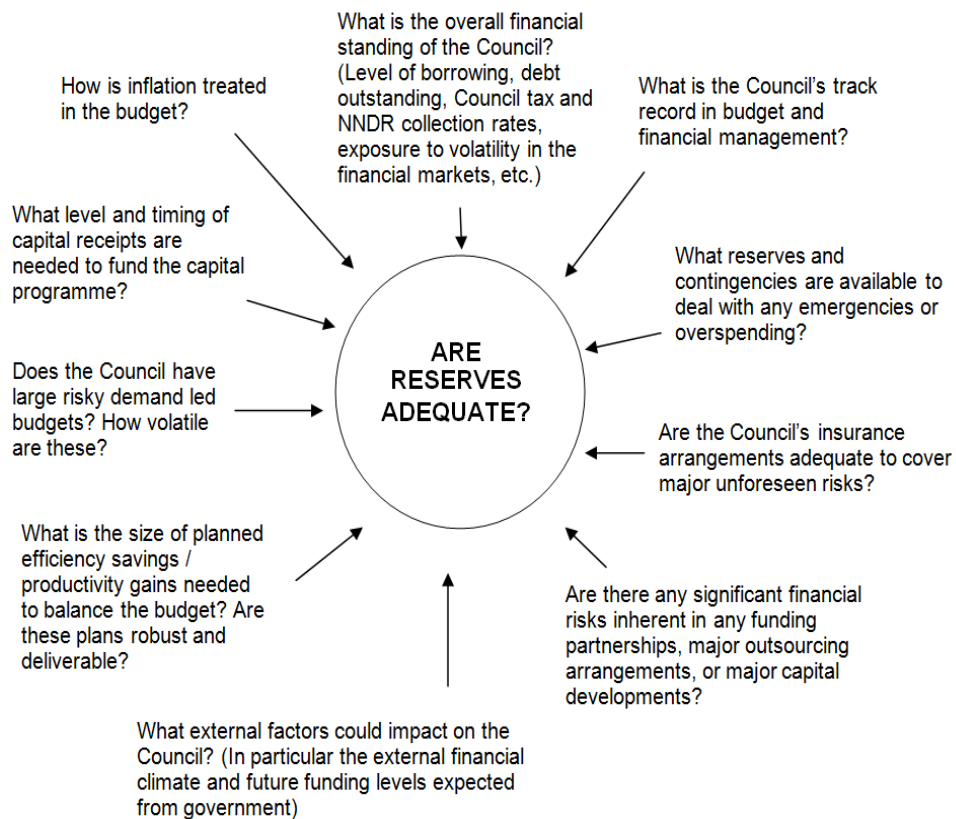 What is the overall financial
standing of the Council?
(Level of borrowing, debt
outstanding, Council tax and
NNDR collection rates,
exposure to volatility in the
financial markets, etc.)
How is inflation treated
in the budget?
What is the Council's track
record in budget and
financial management?
What level and timing of
capital receipts are
needed to fund the capital
programme?
What reserves and
contingencies are available to
deal with any emergencies or
overspending?
ARE
RESERVES
ADEQUATE?
Does the Council have
large risky demand led
budgets? How volatile
are these?
Are the Council's insurance
arrangements adequate to cover
major unforeseen risks?
What is the size of planned
efficiency savings /
productivity gains needed
to balance the budget? Are
these plans robust and
deliverable?
Are there any significant financial
risks inherent in any funding
partnerships, major outsourcing
arrangements, or major capital
developments?
What external factors could impact on the
Council? (In particular the external financial
climate and future funding levels expected
from government)